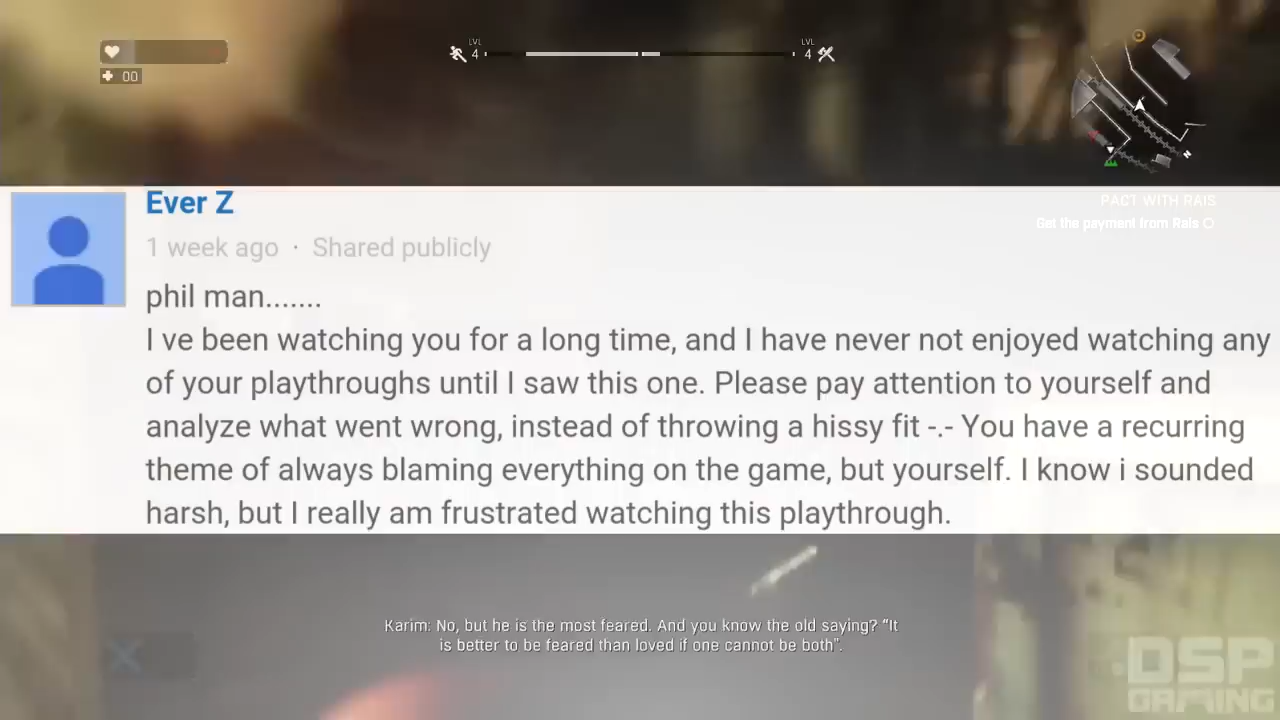 LVL
4
LVL
4
00
PACT WITH RAIS
Get the payment from Rais
N
Ever Z
1 week ago · Shared publicly
phil man.......
I ve been watching you for a long time, and I have never not enjoyed watching any
of your playthroughs until I saw this one. Please pay attention to yourself and
analyze what went wrong, instead of throwing a hissy fit -.- You have a recurring
theme of always blaming everything on the game, but yourself. I know i sounded
harsh, but I really am frustrated watching this playthrough.
Karim: No, but he is the most feared. And you know the old saying? "It
is better to be feared than loved if one cannot be both".
DSP
GAMING